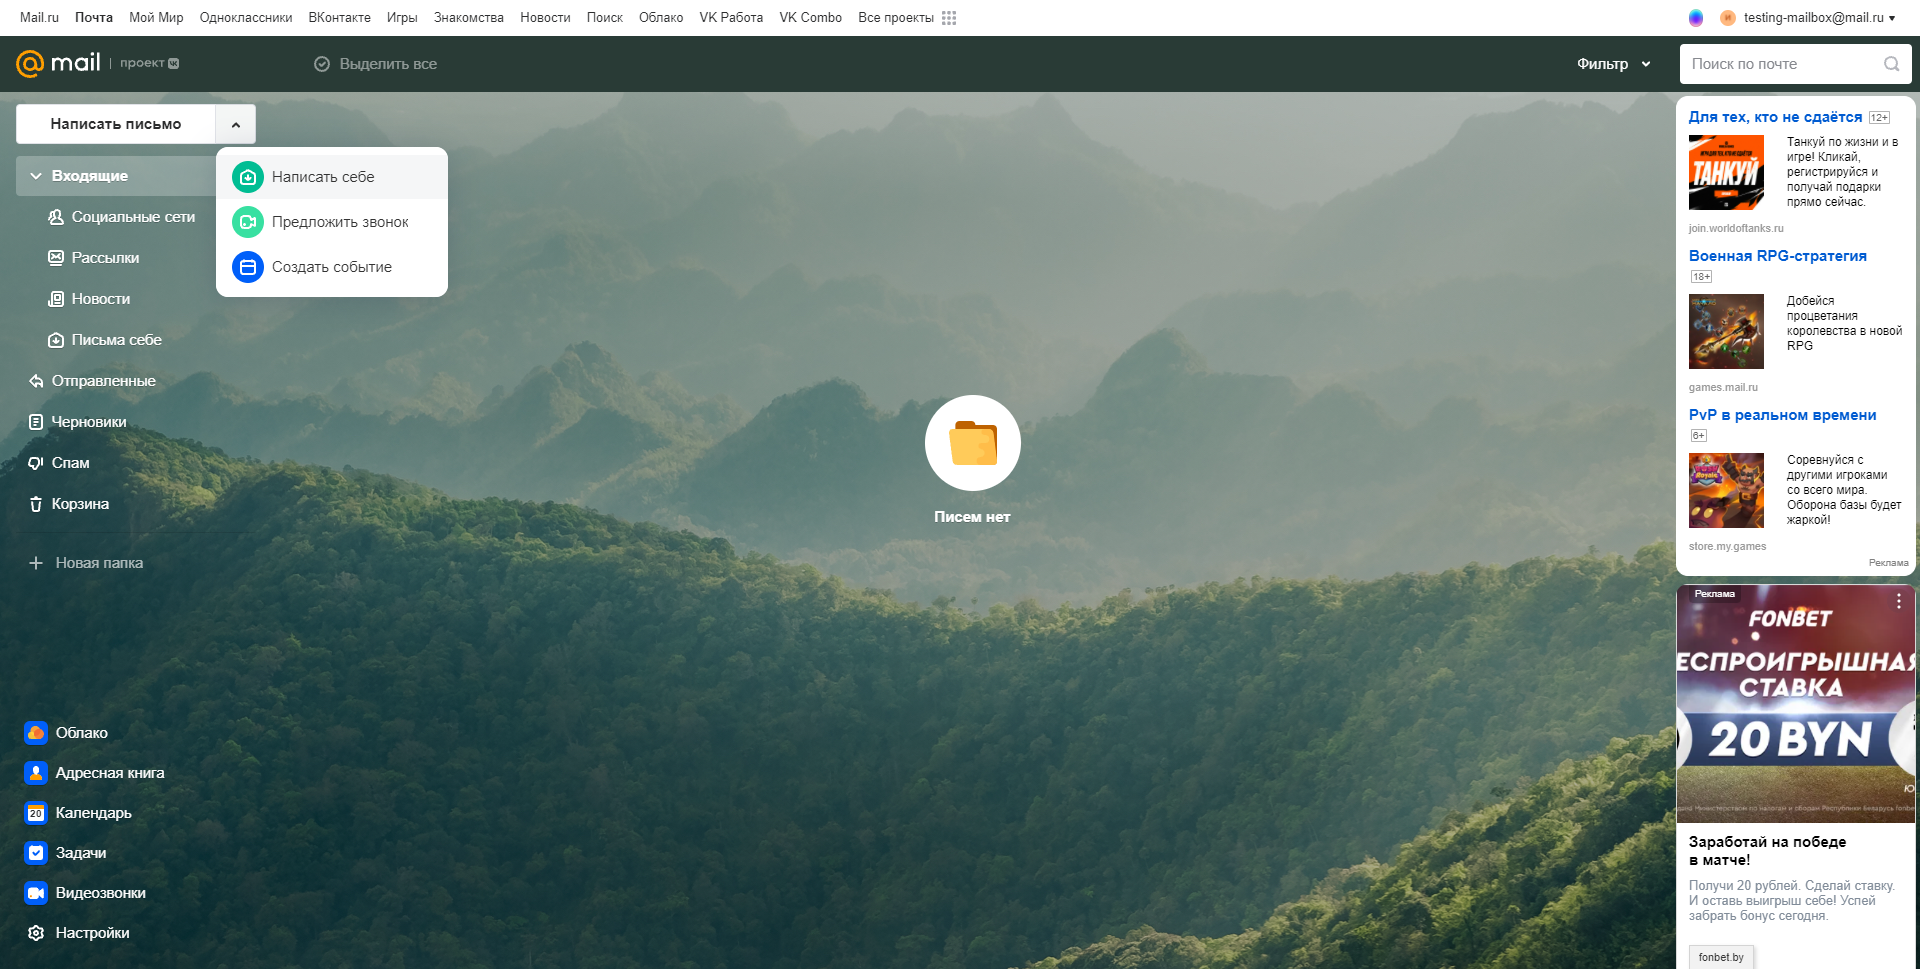 Mail.ru Почта Мой Мир Одноклассники ВКонтакте Игры Знакомства Новости Поиск Облако VK Работа VK Combo Все проекты
testing-mailbox@mail.ru
@mail проект
Выделить все
Фильтр
Поиск по почте
Написать письмо
Входящие
Социальные сети
Рассылки
Новости
Письма себе
Отправленные
Черновики
Спам
Корзина
Новая папка
Написать себе
Предложить звонок
Создать событие
Писем нет
Облако
Адресная книга
20
Календарь
Задачи
Видеозвонки
Настройки
Для тех, кто не сдаётся 12+
ТАНКУЙ
Танкуй по жизни и в
игре! Кликай,
регистрируйся и
получай подарки
прямо сейчас.
join.worldoftanks.ru
Военная RPG-стратегия
18+
Добейся
процветания
королевства в новой
RPG
games.mail.ru
PvP в реальном времени
6+
Соревнуйся с
другими игроками
со всего мира.
Оборона базы будет
жаркой!
store.my.games
Реклама
Реклама
FONBET
ЕСПРОИГРЫШНАЯ
СТАВКА
20 BYN
Заработай на победе
в матче!
Получи 20 рублей. Сделай ставку.
И оставь выигрыш себе! Успей
забрать бонус сегодня.
fonbet.by